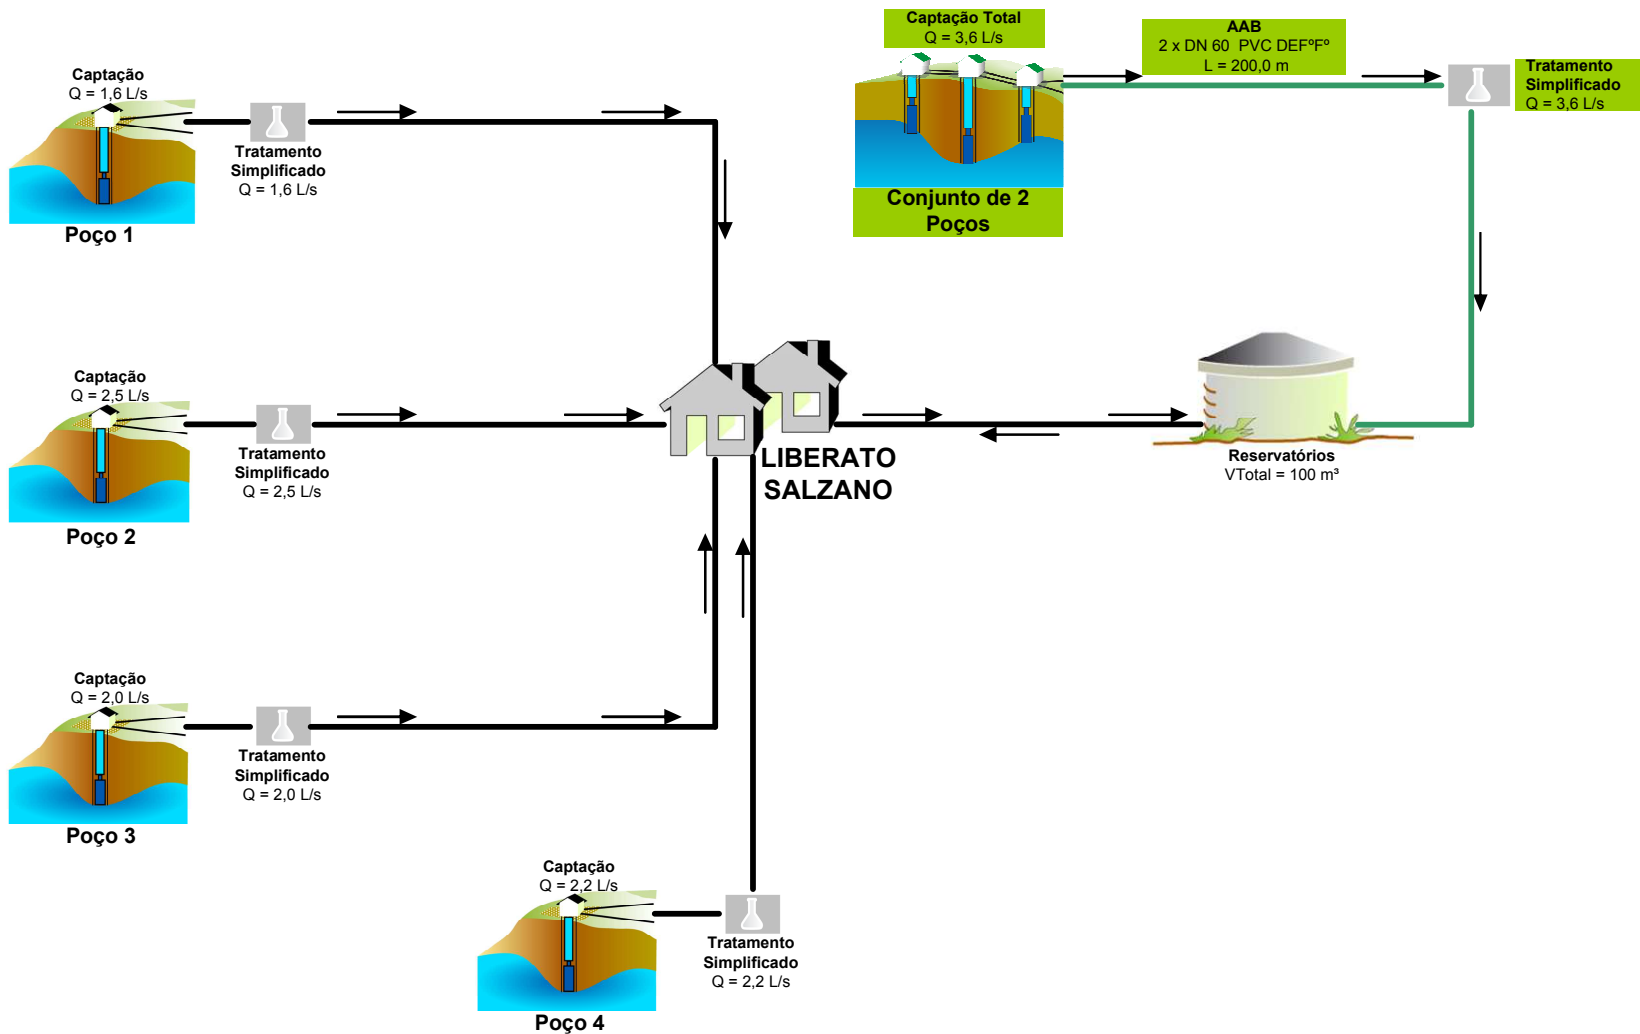 Captação Total
Q = 3,6 L/s
AAB
2 x DN 60 PVC DEFºFº
L = 200,0 m
Tratamento
Simplificado
Q = 3,6 L/s
Conjunto de 2
Poços
Captação
Q = 1,6 L/s
Tratamento
Simplificado
Q = 1,6 L/s
Poço 1
Captação
Q = 2,5 L/s
Tratamento
Simplificado
Q = 2,5 L/s
Poço 2
LIBERATO
SALZANO
Reservatórios
VTotal = 100 m³
Captação
Q = 2,0 L/s
Tratamento
Simplificado
Q = 2,0 L/s
Poço 3
Captação
Q = 2,2 L/s
Tratamento
Simplificado
Q = 2,2 L/s
Poço 4